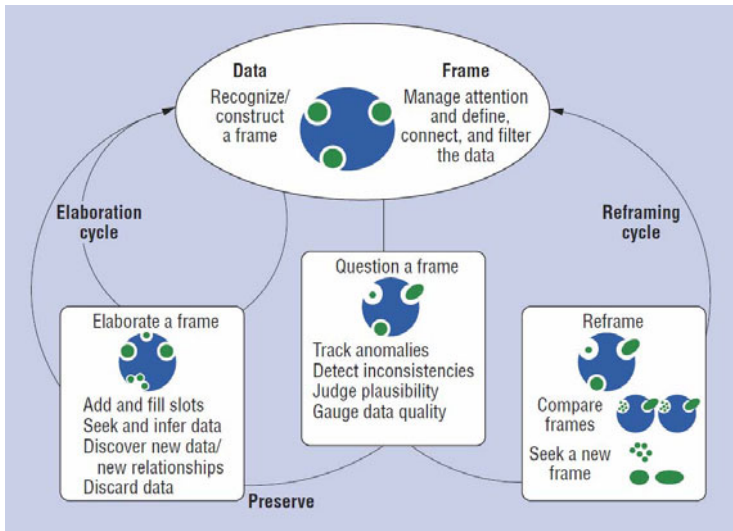 Data
Recognize/
construct
a frame
Frame
Manage attention
and define,
connect, and filter
the data
Elaboration
cycle
Reframing
cycle
Elaborate a frame
Add and fill slots
Seek and infer data
Discover new data/
new relationships
Discard data
Question a frame
Track anomalies
Detect inconsistencies
Judge plausibility
Gauge data quality
Reframe
Compare
frames
Seek a new
frame
Preserve